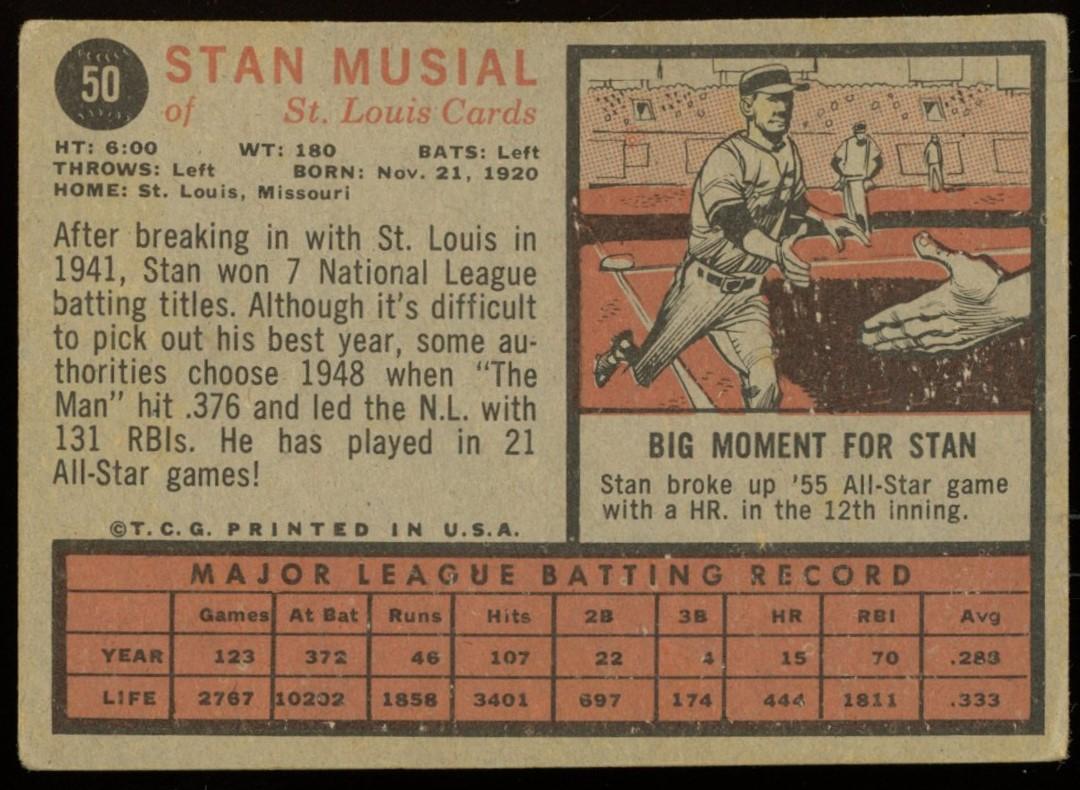 50
STAN MUSIAL
of St. Louis Cards
HT: 6:00 WT: 180 BATS: Left
THROWS: Left BORN: Nov. 21, 1920
HOME: St. Louis, Missouri
After breaking in with St. Louis in
1941, Stan won 7 National League
batting titles. Although it's difficult
to pick out his best year, some au-
thorities choose 1948 when "The
Man" hit .376 and led the N.L. with
131 RBIs. He has played in 21
All-Star games!
©T.C.G. PRINTED IN U.S.A.
BIG MOMENT FOR STAN
Stan broke up '55 All-Star game
with a HR. in the 12th inning.
MAJOR LEAGUE BATTING RECORD
Games At Bat Runs Hits 2B 3B HR RBI Avg
YEAR 123 372 46 107 22 4 15 70 .288
LIFE 2767 10202 1858 3401 697 174 444 1811 .333